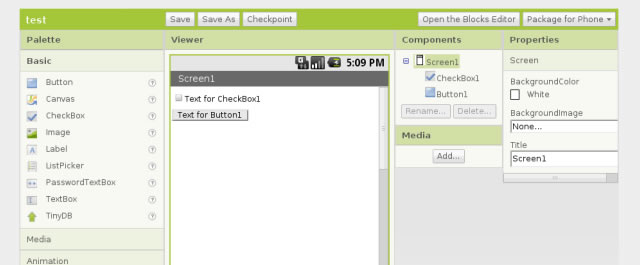 test Save Save As Checkpoint Open the Blocks Editor Package for Phone
Palette Viewer Components Properties
Basic
Button
Canvas
CheckBox
Image
Label
ListPicker
PasswordTextBox
TextBox
TinyDB
Media
Animation
5:09 PM
Screen1
Text for CheckBox1
Text for Button1
Screen1
CheckBox1
Button1
Rename... Delete...
Media
Add...
Screen
BackgroundColor
White
BackgroundImage
None...
Title
Screen1